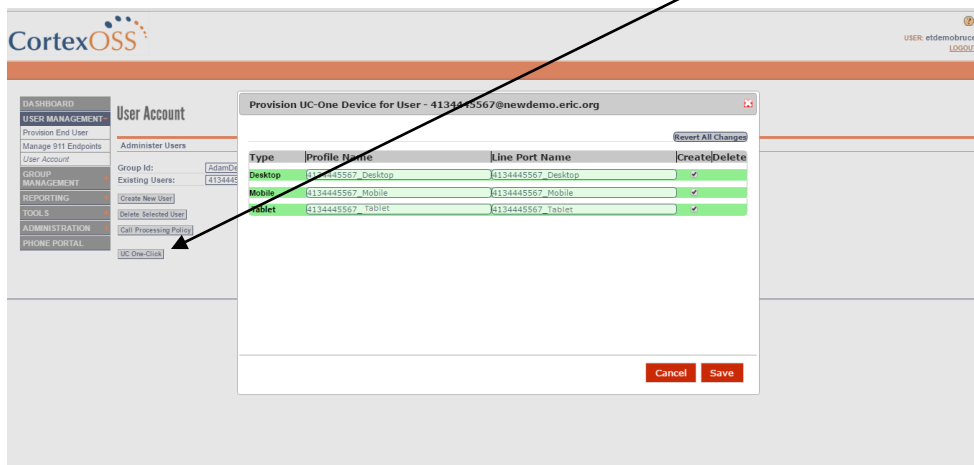 CortexOSS
?
USER: etdemobruce
LOGOU
DASHBOARD
USER MANAGEMENT-
Provision End User
Manage 911 Endpoints
User Account
GROUP
MANAGEMENT
REPORTING
TOOLS
ADMINISTRATION
PHONE PORTAL
User Account
Administer Users
Group Id: AdamDe
Existing Users: 4134445
Create New User
Delete Selected User
Call Processing Policy
UC One-Click
Provision UC-One Device for User - 4134445567@newdemo.eric.org
Revert All Changes
Type Profile Name Line Port Name Create Delete
Desktop 4134445567_Desktop 4134445567_Desktop
Mobile 4134445567_Mobile 4134445567_Mobile
Tablet 4134445567_Tablet 4134445567_Tablet
Cancel Save